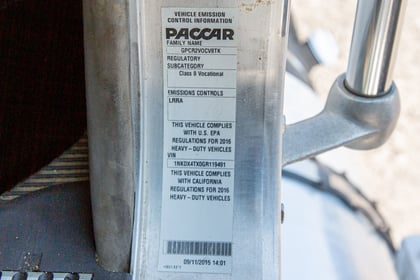 VEHICLE EMISSION
CONTROL INFORMATION
PACCAR
FAMILY NAME
GPCR2VOCV8TK
REGULATORY
SUBCATEGORY
Class 8 Vocational
EMISSIONS CONTROLS
LRRA
THIS VEHICLE COMPLIES
WITH U.S. EPA
REGULATIONS FOR 2016
HEAVY - DUTY VEHICLES
VIN
1NKDX4TX0GR119491
THIS VEHICLE COMPLIES
WITH CALIFORNIA
REGULATIONS FOR 2016
HEAVY - DUTY VEHICLES
09/11/2015 14:01